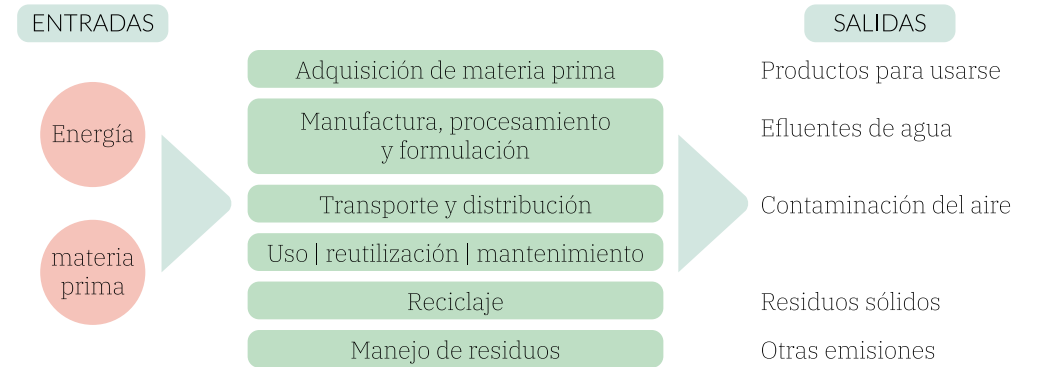 ENTRADAS
SALIDAS
Energía
materia
prima
Adquisición de materia prima
Manufactura, procesamiento
y formulación
Transporte y distribución
Uso | reutilización | mantenimiento
Reciclaje
Manejo de residuos
Productos para usarse
Efluentes de agua
Contaminación del aire
Residuos sólidos
Otras emisiones